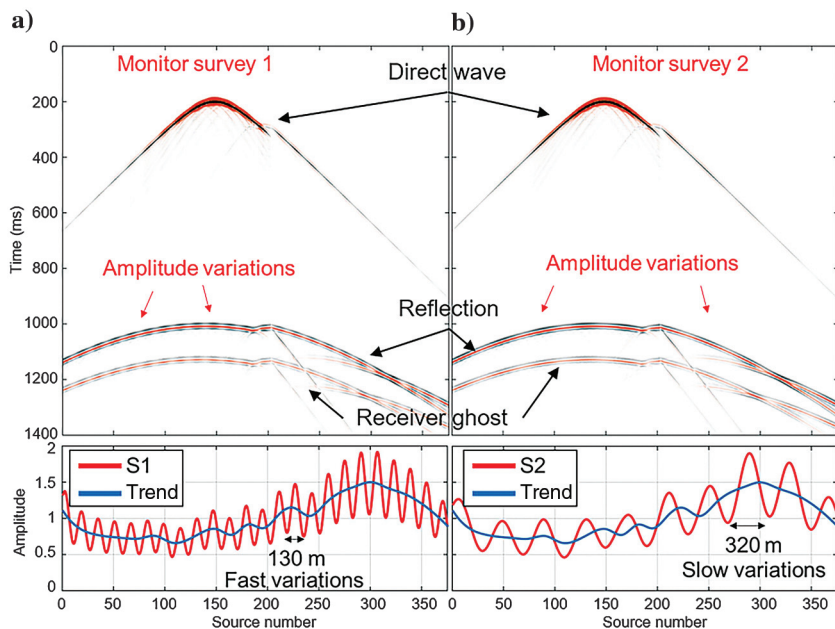 a)
b)
Monitor survey 1
Direct wave
Monitor survey 2
0
200
400
600
800
1000
1200
1400
Time (ms)
Amplitude variations
Amplitude variations
Reflection
Receiver ghost
2
1.5
1
0.5
0
Amplitude
S1
Trend
130 m
Fast variations
0 50 100 150 200 250 300 350
Source number
S2
Trend
320 m
Slow variations
0 50 100 150 200 250 300 350
Source number